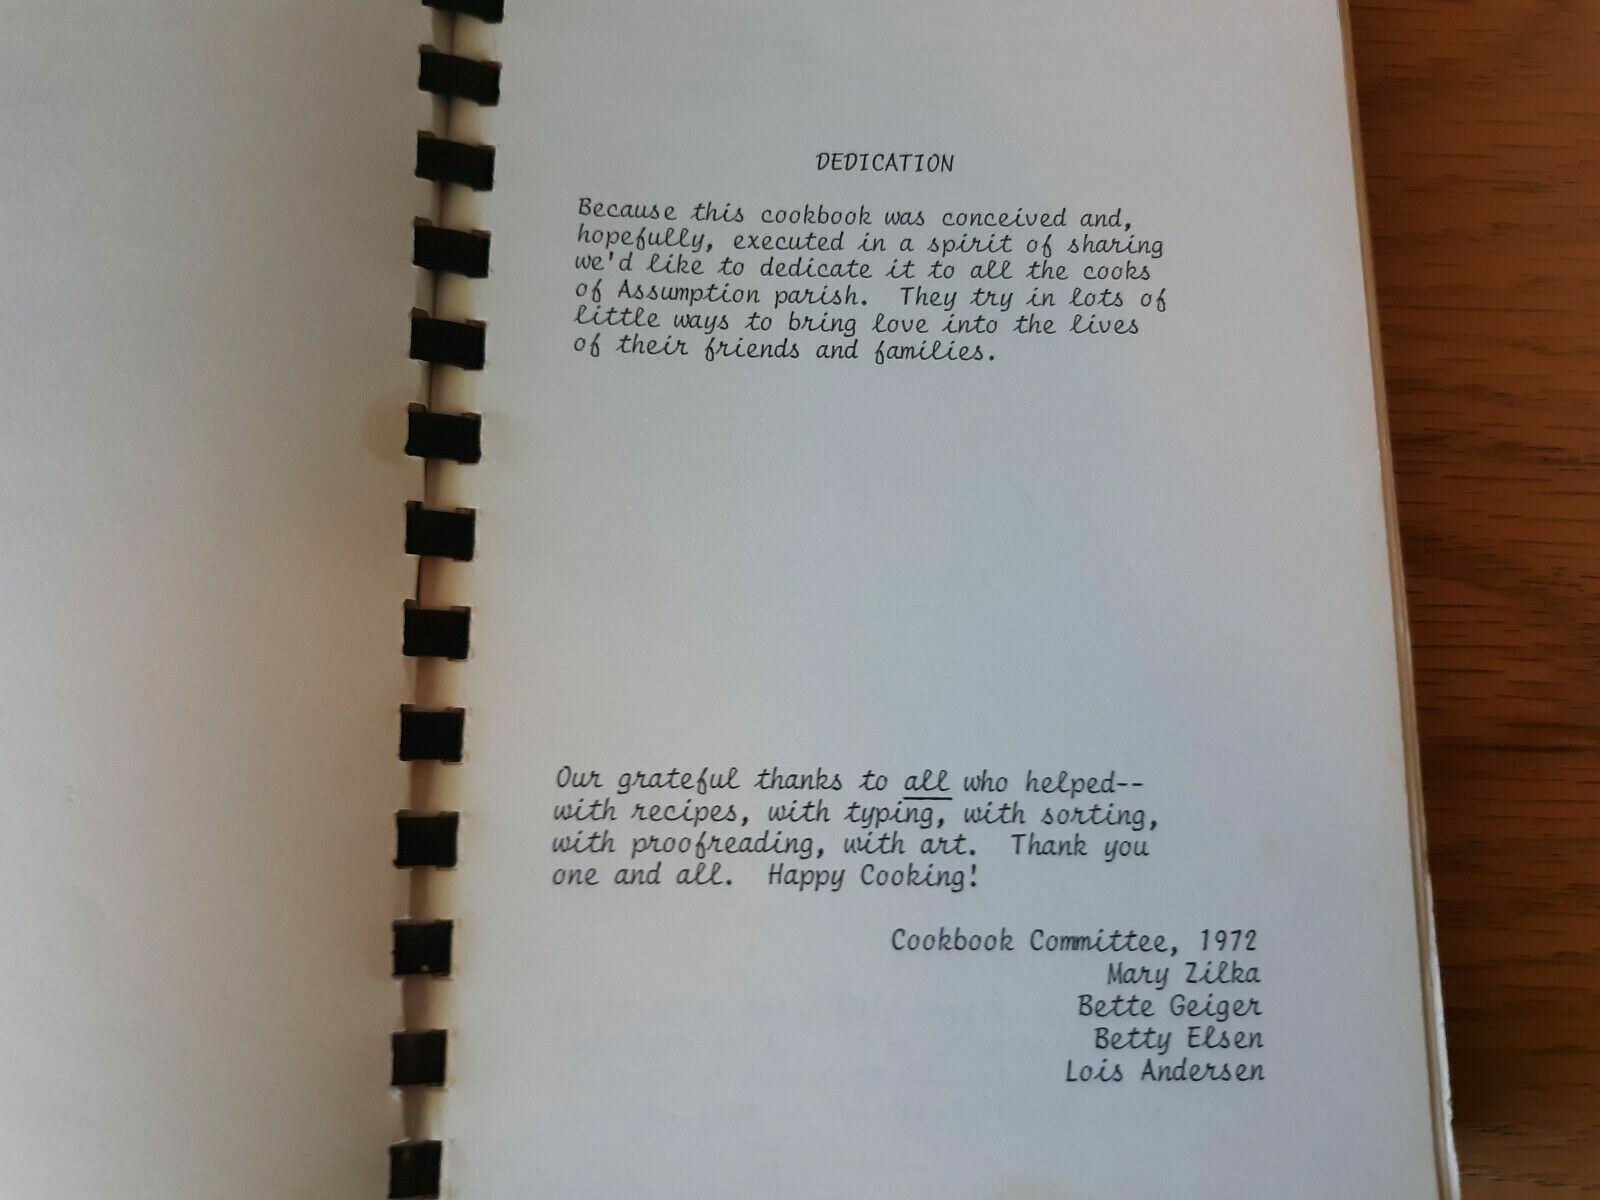 DEDICATION
Because this cookbook was conceived and,
hopefully, executed in a spirit of sharing
we'd like to dedicate it to all the cooks
of Assumption parish.  They try in lots of
little ways to bring love into the lives
of their friends and families.
Our grateful thanks to all who helped--
with recipes, with typing, with sorting,
with proofreading, with art.  Thank you
one and all.  Happy Cooking!
Cookbook Committee, 1972
Mary Zilka
Bette Geiger
Betty Elsen
Lois Andersen